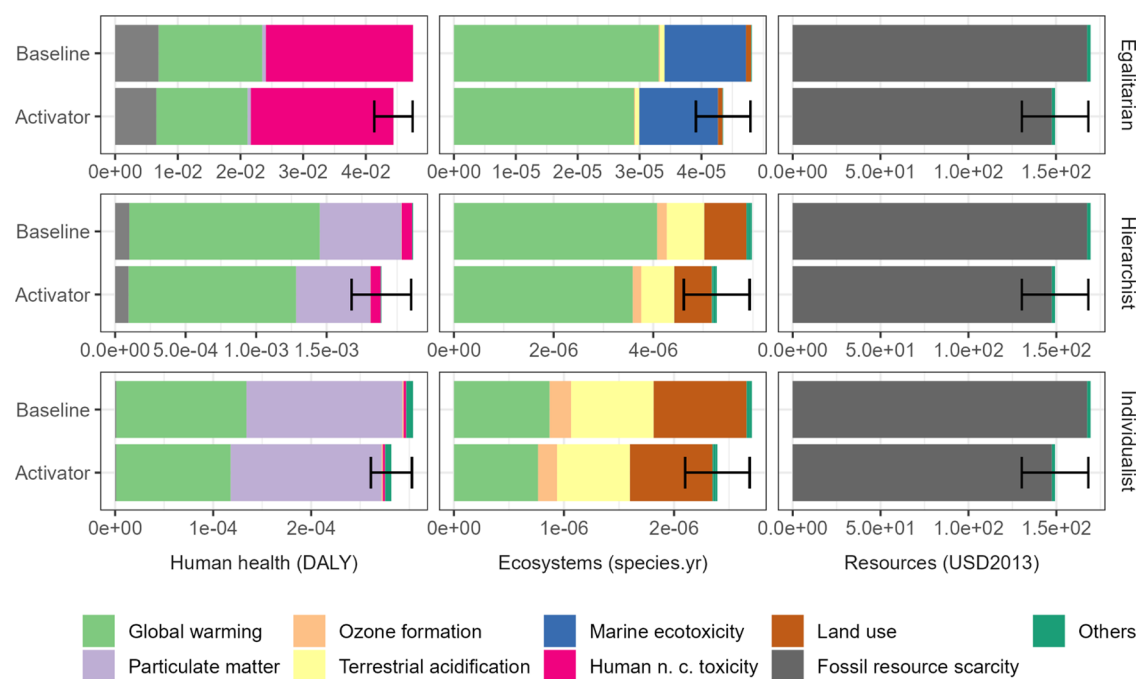 Baseline
Activator
0e+00 1e-02 2e-02 3e-02 4e-02
0e+00 1e-05 2e-05 3e-05 4e-05
0.0e+00 5.0e+01 1.0e+02 1.5e+02
Egalitarian
Baseline
Activator
0.0e+00 5.0e-04 1.0e-03 1.5e-03
0e+00 2e-06 4e-06
0.0e+00 5.0e+01 1.0e+02 1.5e+02
Hierarchist
Baseline
Activator
0e+00 1e-04 2e-04
0e+00 1e-06 2e-06
0.0e+00 5.0e+01 1.0e+02 1.5e+02
Individualist
Human health (DALY) Ecosystems (species.yr) Resources (USD2013)
Global warming Ozone formation Marine ecotoxicity Land use Others
Particulate matter Terrestrial acidification Human n. c. toxicity Fossil resource scarcity